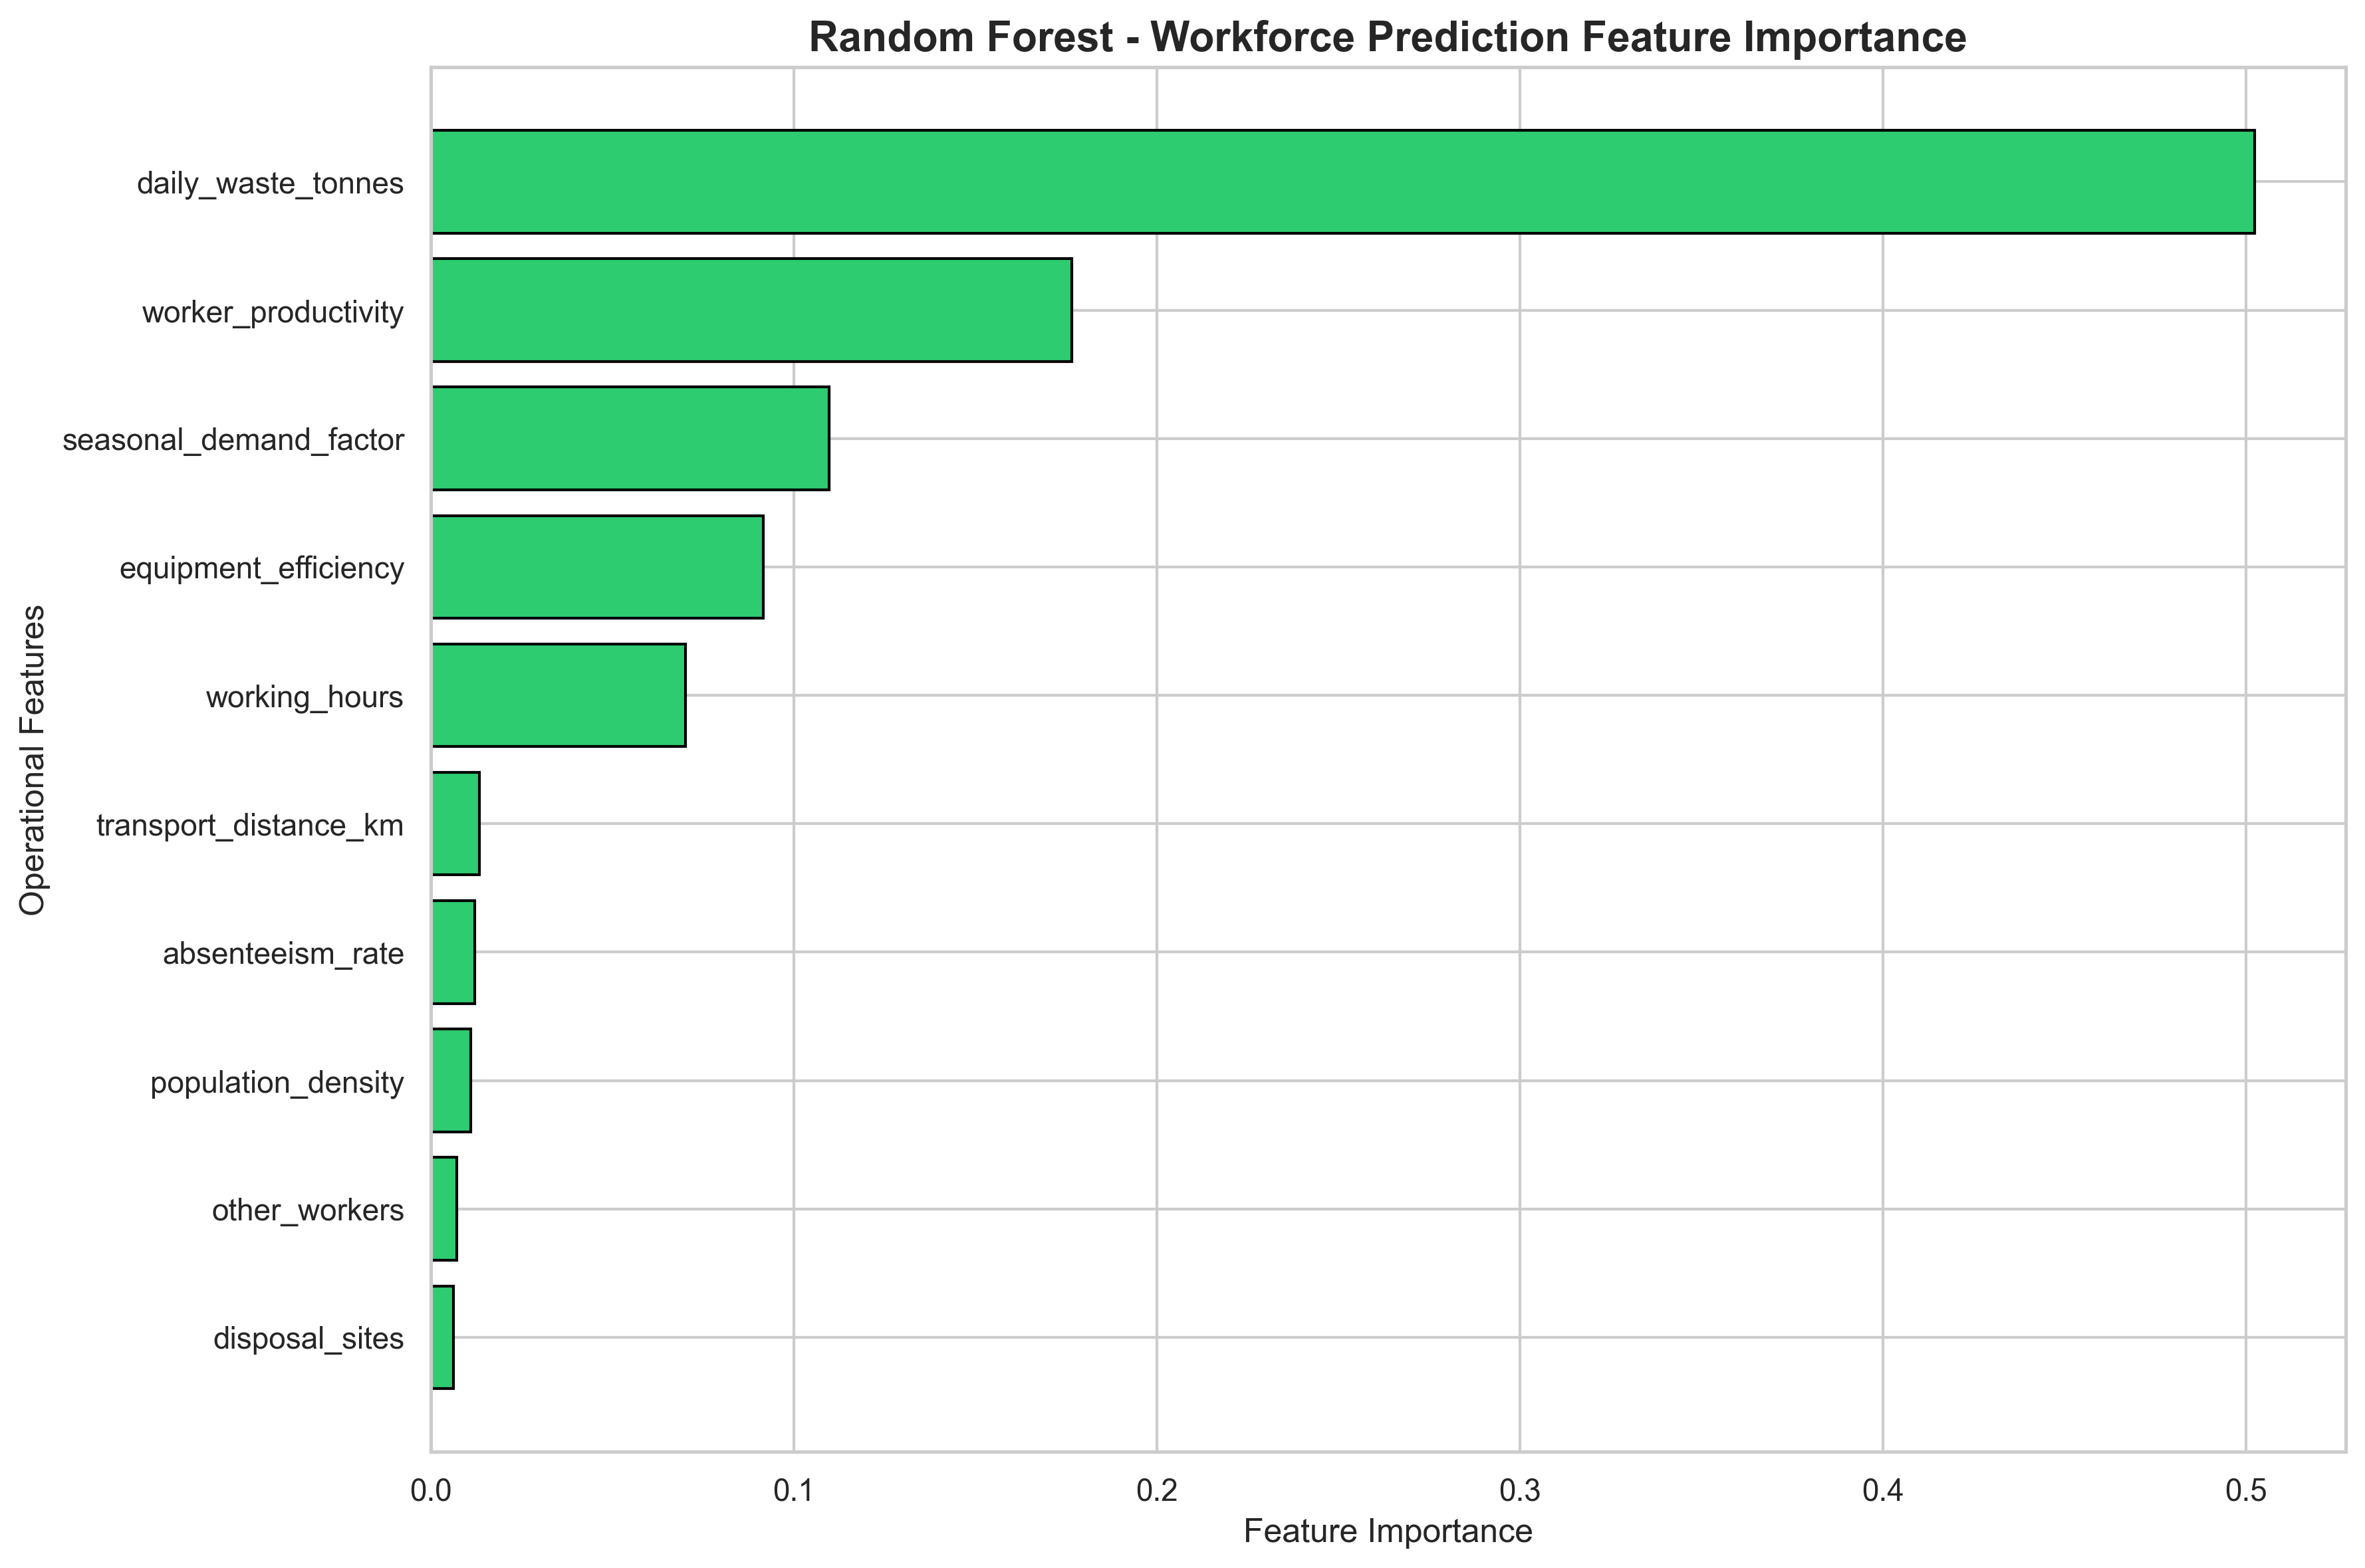 Random Forest - Workforce Prediction Feature Importance
daily_waste_tonnes
worker_productivity
seasonal_demand_factor
equipment_efficiency
working_hours
transport_distance_km
absenteeism_rate
population_density
other_workers
disposal_sites
Operational Features
0.0 0.1 0.2 0.3 0.4 0.5
Feature Importance